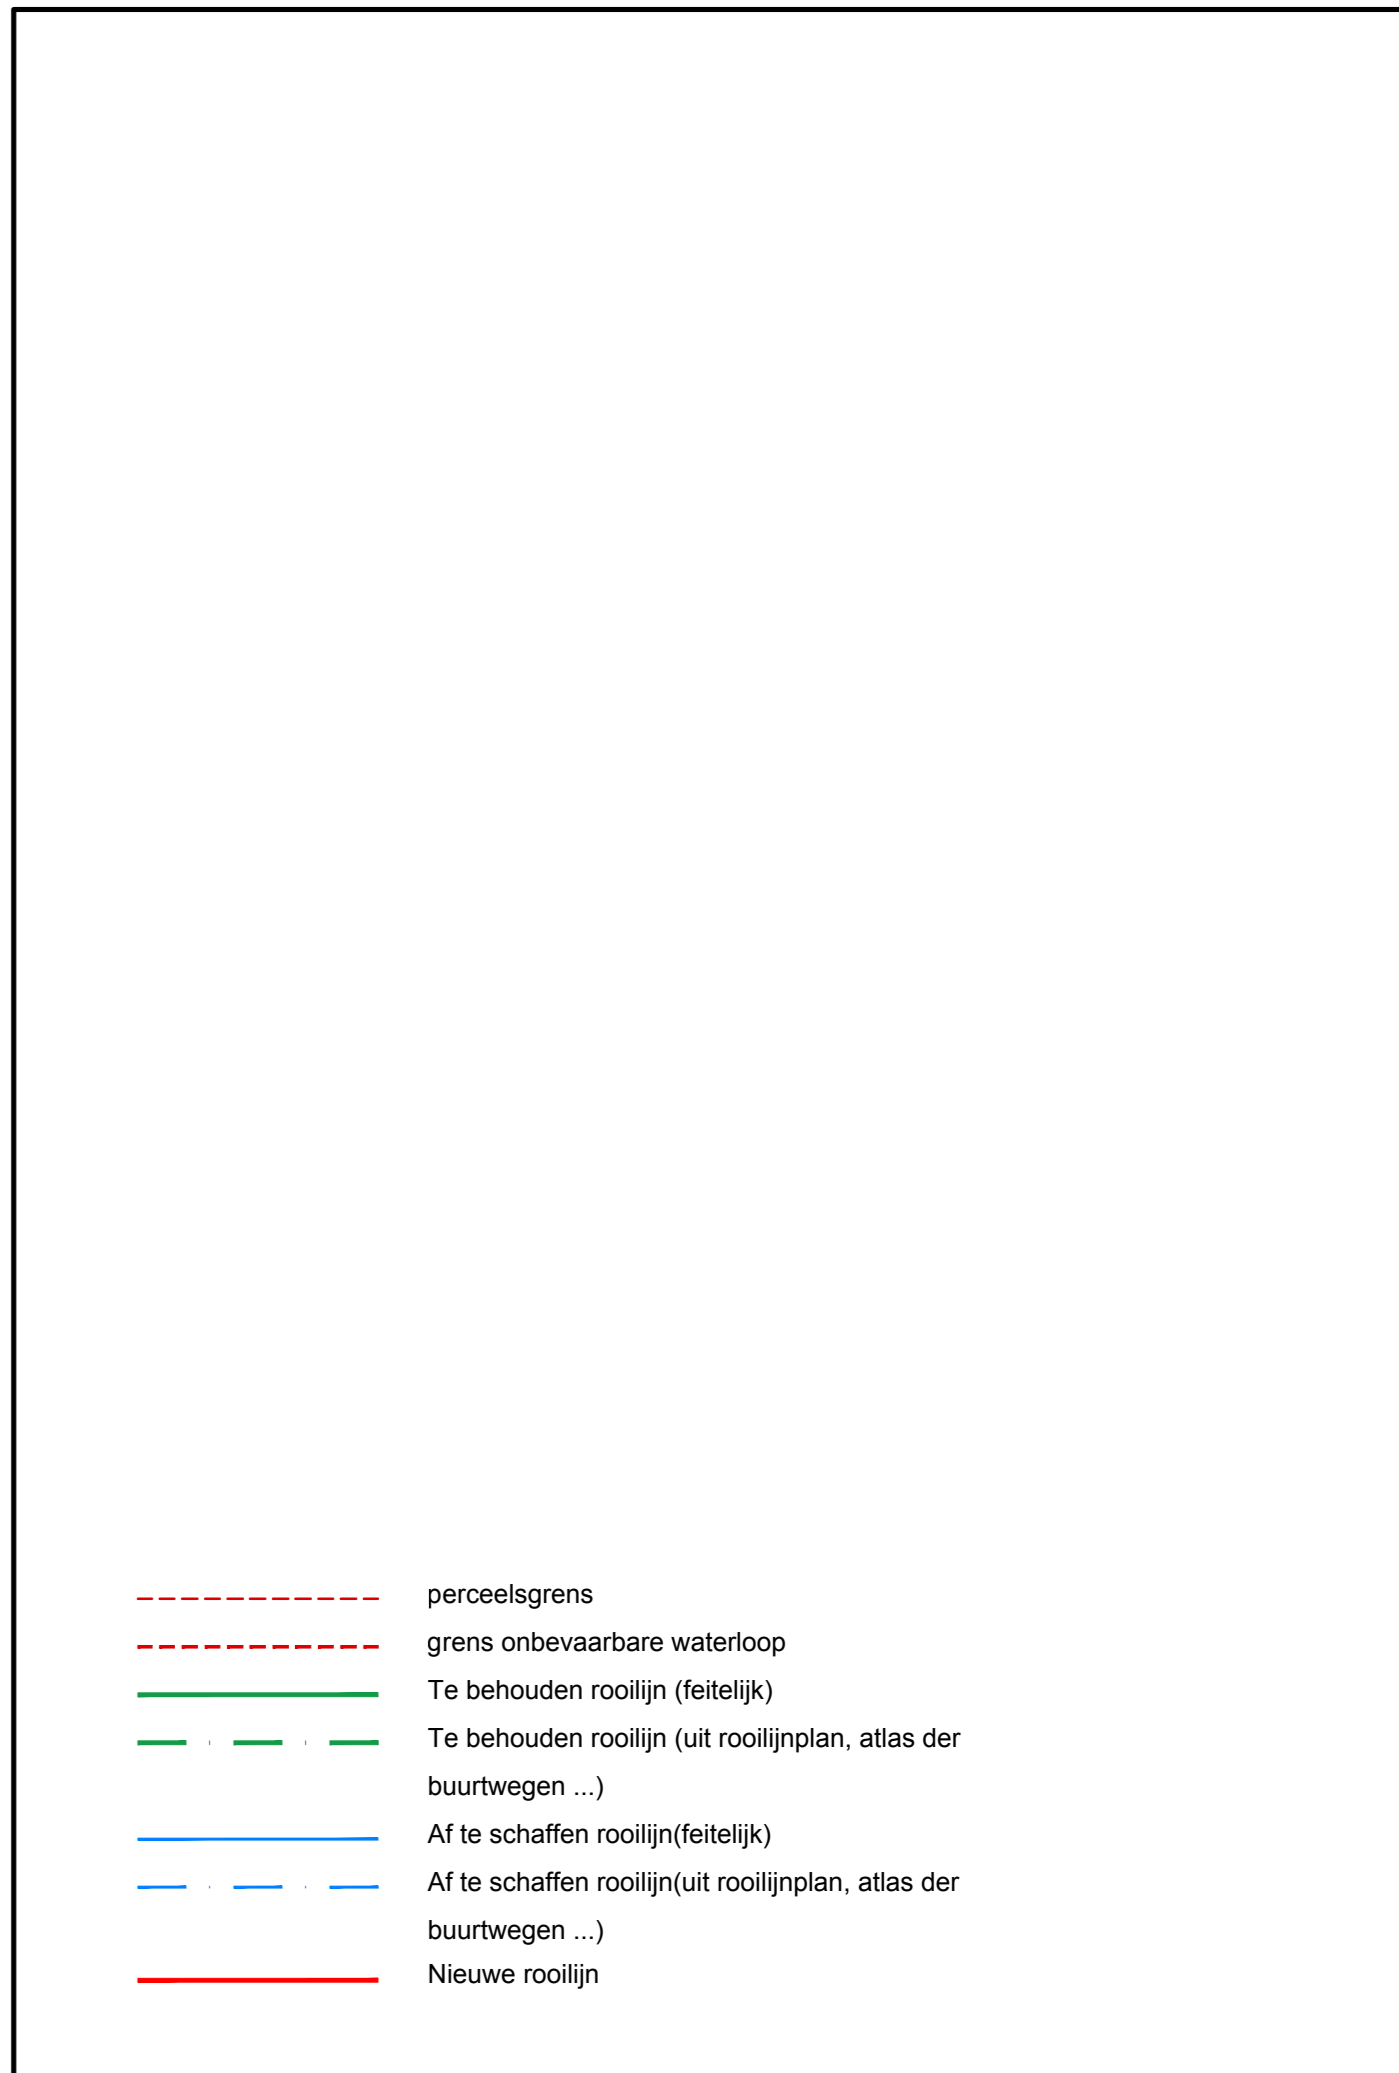 perceelsgrens
grens onbevaarbare waterloop
Te behouden rooilijn (feitelijk)
Te behouden rooilijn (uit rooilijnplan, atlas der
buurtwegen ...)
Af te schaffen rooilijn(feitelijk)
Af te schaffen rooilijn(uit rooilijnplan, atlas der
buurtwegen ...)
Nieuwe rooilijn